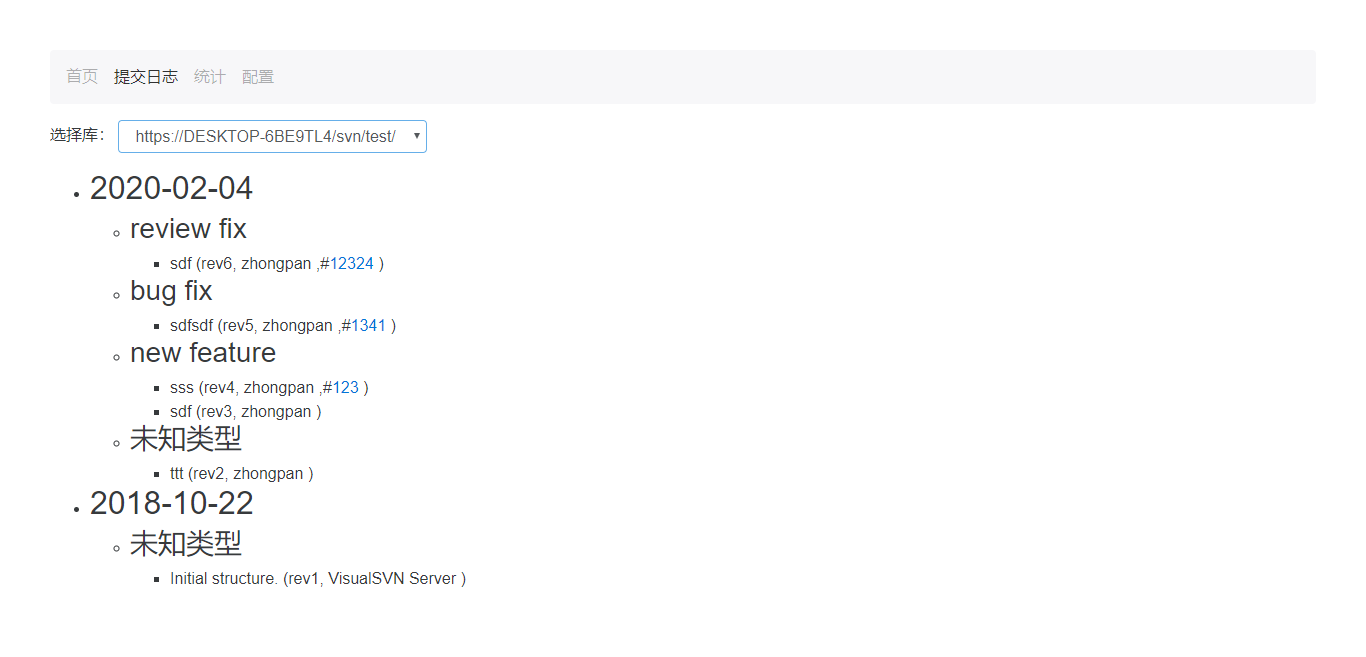 首页 提交日志 统计 配置
选择库： https://DESKTOP-6BE9TL4/svn/test/
2020-02-04
review fix
sdf (rev6, zhongpan ,#12324 )
bug fix
sdfsdf (rev5, zhongpan ,#1341 )
new feature
sss (rev4, zhongpan ,#123 )
sdf (rev3, zhongpan )
未知类型
ttt (rev2, zhongpan )
2018-10-22
未知类型
Initial structure. (rev1, VisualSVN Server )